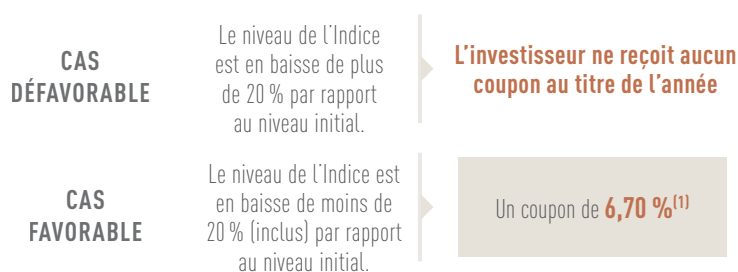 CAS
DÉFAVORABLE
Le niveau de l'Indice
est en baisse de plus
de 20 % par rapport
au niveau initial.
L'investisseur ne reçoit aucun
coupon au titre de l'année
CAS
FAVORABLE
Le niveau de l'Indice est
en baisse de moins de
20 % (inclus) par rapport
au niveau initial.
Un coupon de 6,70 %(1)